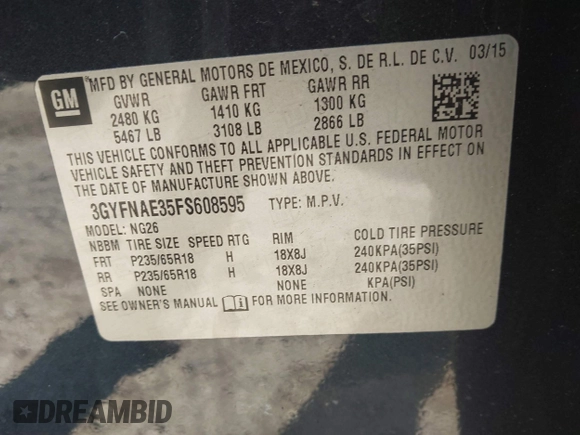 GM
MFD BY GENERAL MOTORS DE MEXICO, S. DE R.L. DE C.V. 03/15
GVWR GAWR FRT GAWR RR
2480 KG 1410 KG 1300 KG
5467 LB 3108 LB 2866 LB
THIS VEHICLE CONFORMS TO ALL APPLICABLE U.S. FEDERAL MOTOR
VEHICLE SAFETY AND THEFT PREVENTION STANDARDS IN EFFECT ON
THE DATE OF MANUFACTURE SHOWN ABOVE.
3GYFNAE35FS608595 TYPE: M.P.V.
MODEL: NG26
NBBM TIRE SIZE SPEED RTG RIM COLD TIRE PRESSURE
FRT P235/65R18 H 18X8J 240KPA(35PSI)
RR P235/65R18 H 18X8J 240KPA(35PSI)
SPA NONE NONE KPA(PSI)
SEE OWNER'S MANUAL FOR MORE INFORMATION.
DREAMBID